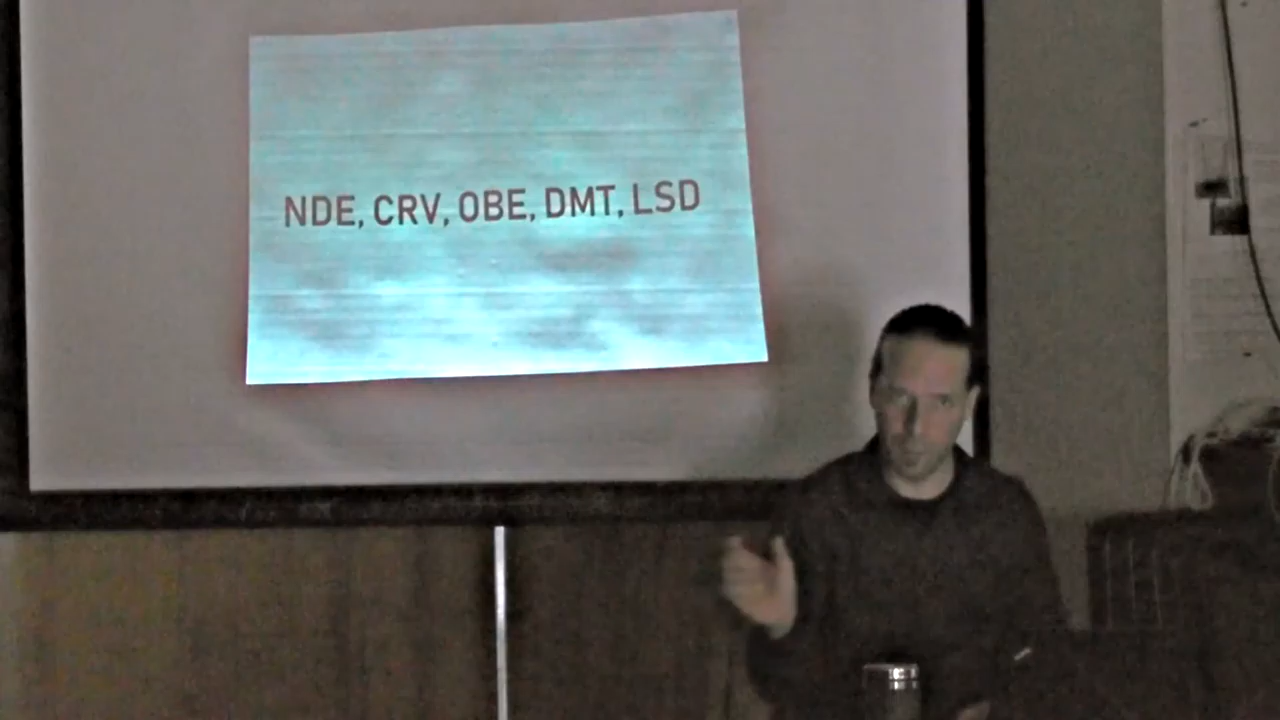 NDE, CRV, OBE, DMT, LSD